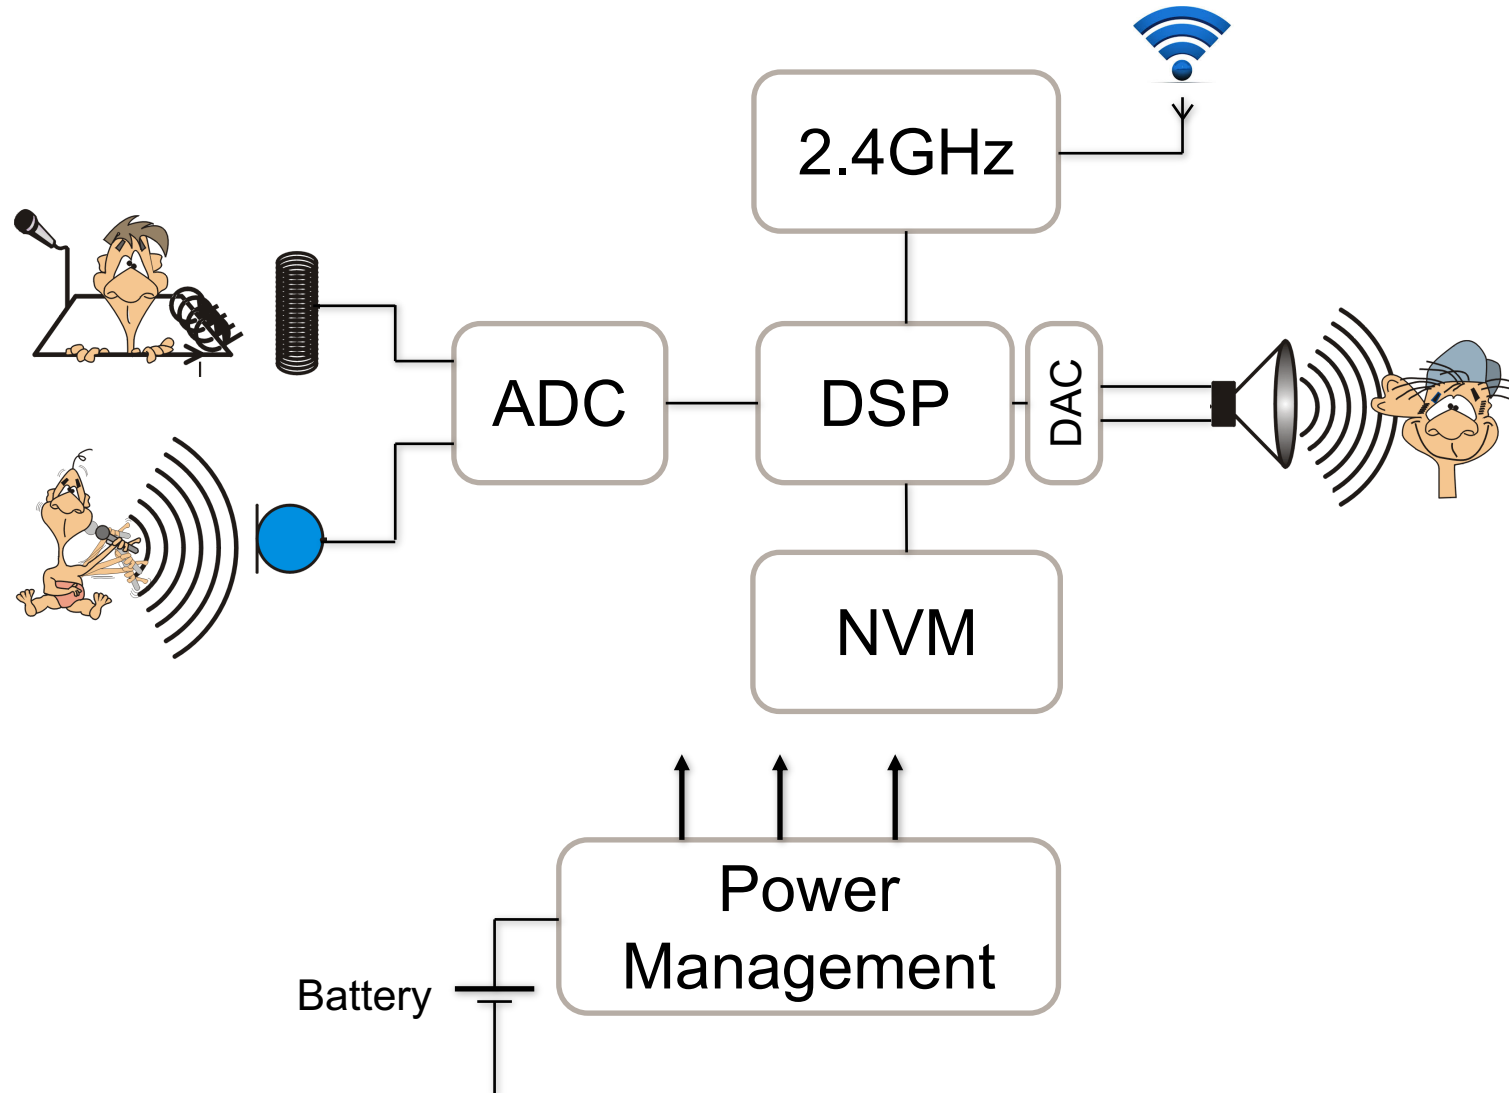 2.4GHz
ADC
DSP
DAC
NVM
Power
Management
Battery
I